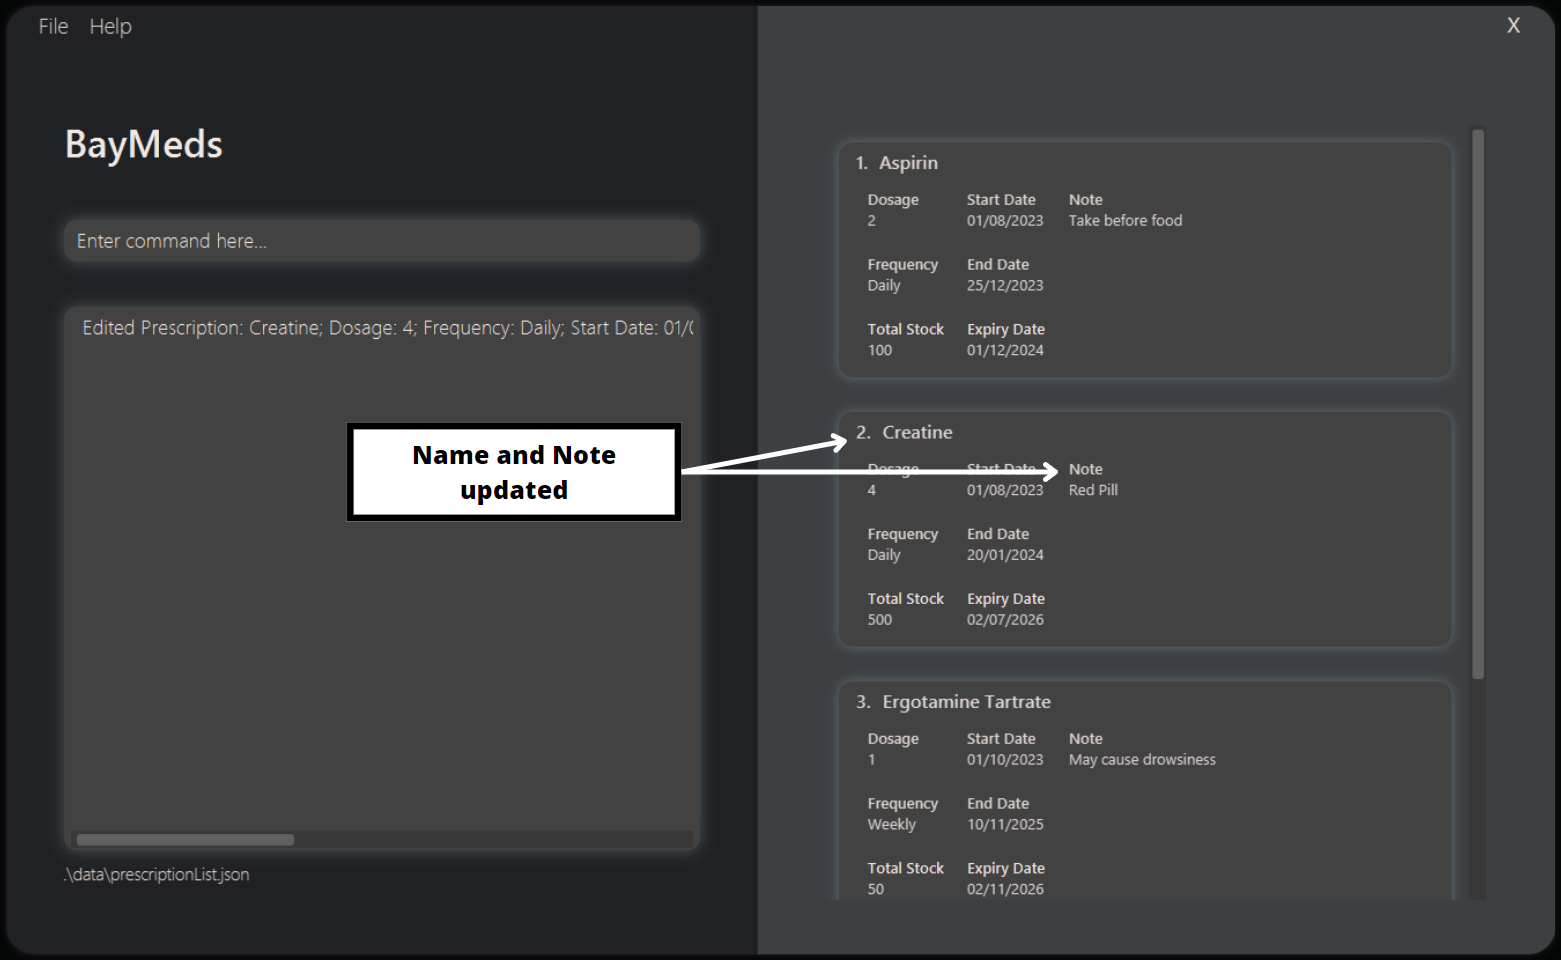 File Help
X
BayMeds
Enter command here...
Edited Prescription: Creatine; Dosage: 4; Frequency: Daily; Start Date: 01/
.\data\prescriptionList.json
Name and Note
updated
1. Aspirin
Dosage Start Date Note
2 01/08/2023 Take before food
Frequency End Date
Daily 25/12/2023
Total Stock Expiry Date
100 01/12/2024
2. Creatine
Dosage Start Date Note
4 01/08/2023 Red Pill
Frequency End Date
Daily 20/01/2024
Total Stock Expiry Date
500 02/07/2026
3. Ergotamine Tartrate
Dosage Start Date Note
1 01/10/2023 May cause drowsiness
Frequency End Date
Weekly 10/11/2025
Total Stock Expiry Date
50 02/11/2026